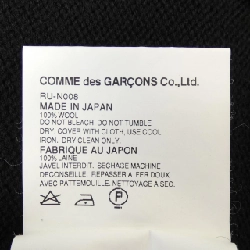 COMME des GARÇONS Co.,Ltd.
RU-N006
MADE IN JAPAN
100% WOOL
DO NOT BLEACH. DO NOT TUMBLE
DRY. COVER WITH CLOTH, USE COOL
IRON. DRY CLEAN ONLY
FABRIQUE AU JAPON
100% LAINE
JAVEL INTERDIT. SECHAGE MACHINE
DECONSEILLE. REPASSER A FER DOUX
AVEC PATTEMOUILLE. NETTOYAGE A SEC